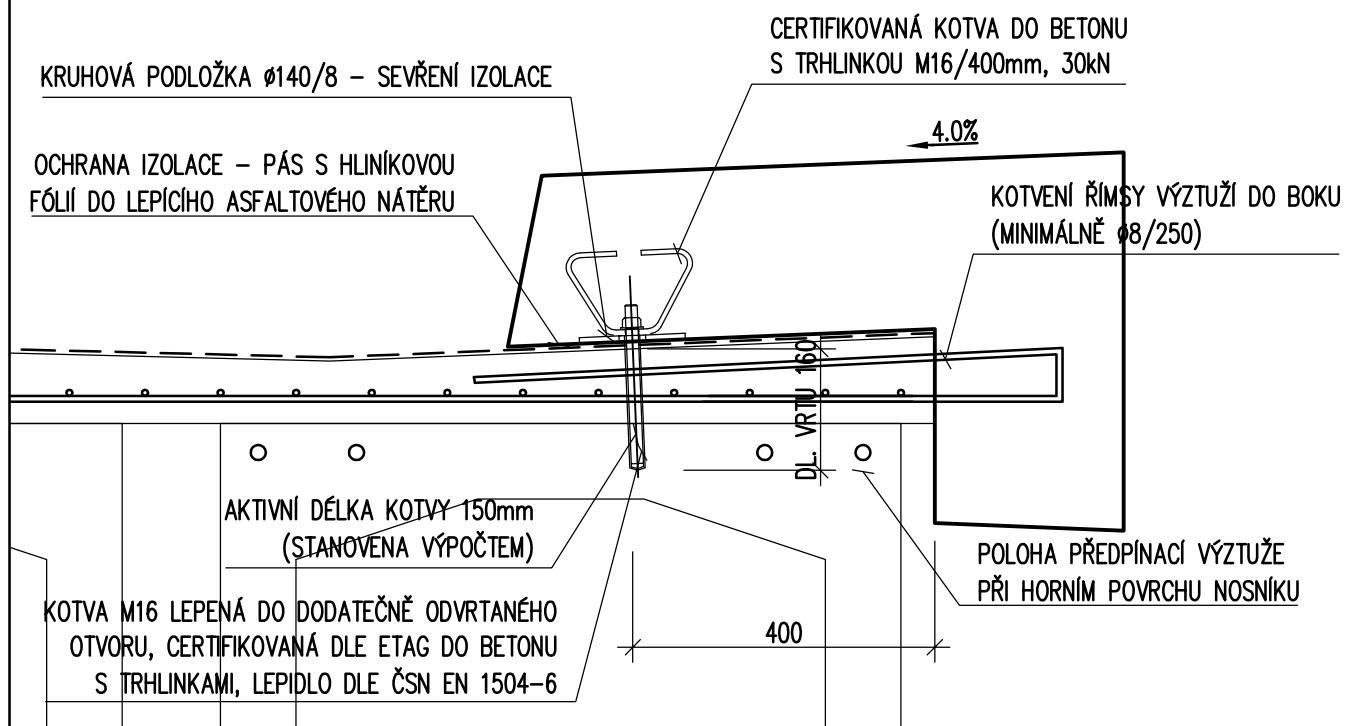 CERTIFIKOVANÁ KOTVA DO BETONU
S TRHLINKOU M16/400mm, 30kN
KRUHOVÁ PODLOŽKA ø140/8 – SEVŘENÍ IZOLACE
4.0%
OCHRANA IZOLACE – PÁS S HLINÍKOVOU
FÓLIÍ DO LEPÍCÍHO ASFALTOVÉHO NÁTĚRU
KOTVENÍ ŘÍMSY VÝZTUŽÍ DO BOKU
(MINIMÁLNĚ ø8/250)
DL. VRTU 160
AKTIVNÍ DÉLKA KOTVY 150mm
(STANOVENA VÝPOČTEM)
POLOHA PŘEDPÍNACÍ VÝZTUŽE
PŘI HORNÍM POVRCHU NOSNÍKU
KOTVA M16 LEPENÁ DO DODATEČNĚ ODVRTANÉHO
OTVORU, CERTIFIKOVANÁ DLE ETAG DO BETONU
S TRHLINKAMI, LEPIDLO DLE ČSN EN 1504–6
400